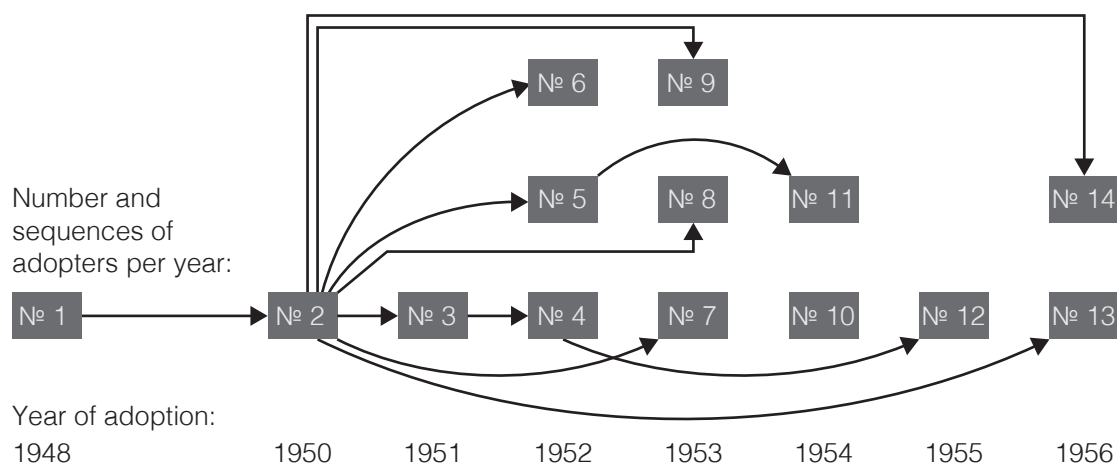 № 6
№ 9
Number and
sequences of
adopters per year:
№ 5
№ 8
№ 11
№ 14
№ 1
№ 2
№ 3
№ 4
№ 7
№ 10
№ 12
№ 13
Year of adoption:
1948 1950 1951 1952 1953 1954 1955 1956